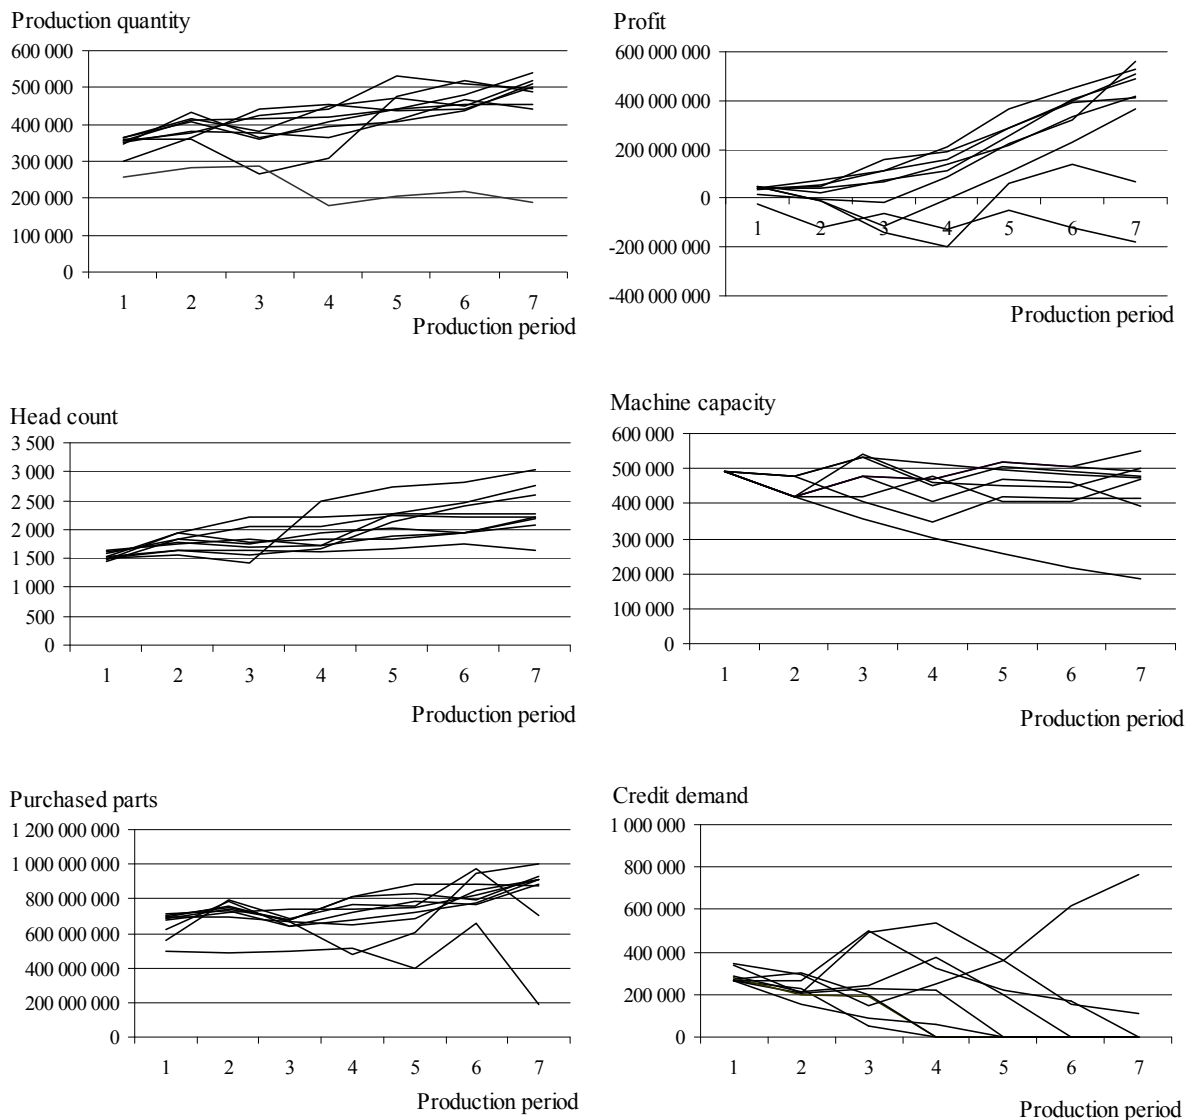 Production quantity
600 000
500 000
400 000
300 000
200 000
100 000
0
1 2 3 4 5 6 7
Production period
Profit
600 000 000
400 000 000
200 000 000
0
-200 000 000
-400 000 000
1 2 3 4 5 6 7
Production period
Head count
3 500
3 000
2 500
2 000
1 500
1 000
500
0
1 2 3 4 5 6 7
Production period
Machine capacity
600 000
500 000
400 000
300 000
200 000
100 000
0
1 2 3 4 5 6 7
Production period
Purchased parts
1 200 000 000
1 000 000 000
800 000 000
600 000 000
400 000 000
200 000 000
0
1 2 3 4 5 6 7
Production period
Credit demand
1 000 000
800 000
600 000
400 000
200 000
0
1 2 3 4 5 6 7
Production period